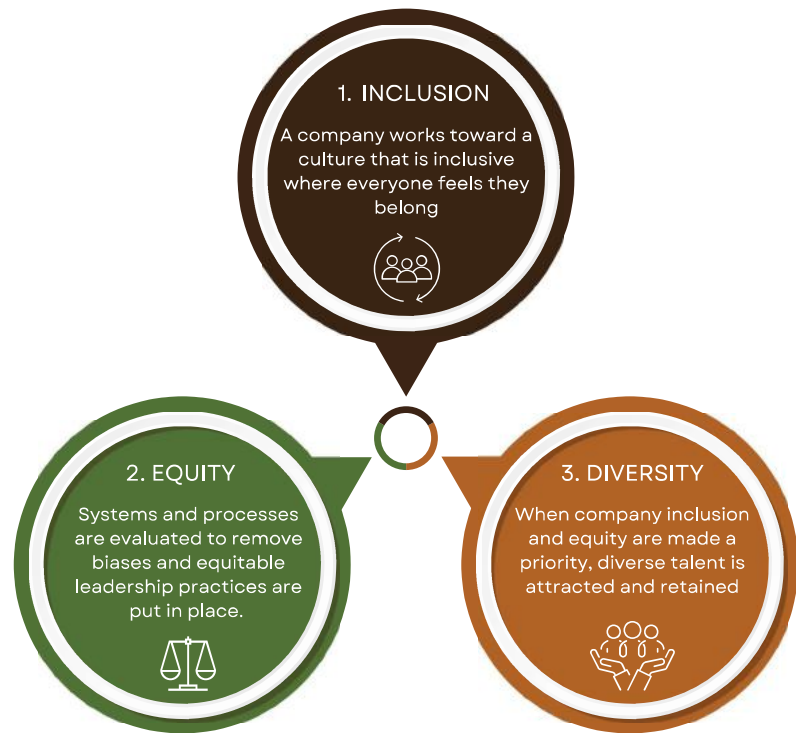 1. INCLUSION
A company works toward a
culture that is inclusive
where everyone feels they
belong
2. EQUITY
Systems and processes
are evaluated to remove
biases and equitable
leadership practices are
put in place.
3. DIVERSITY
When company inclusion
and equity are made a
priority, diverse talent is
attracted and retained